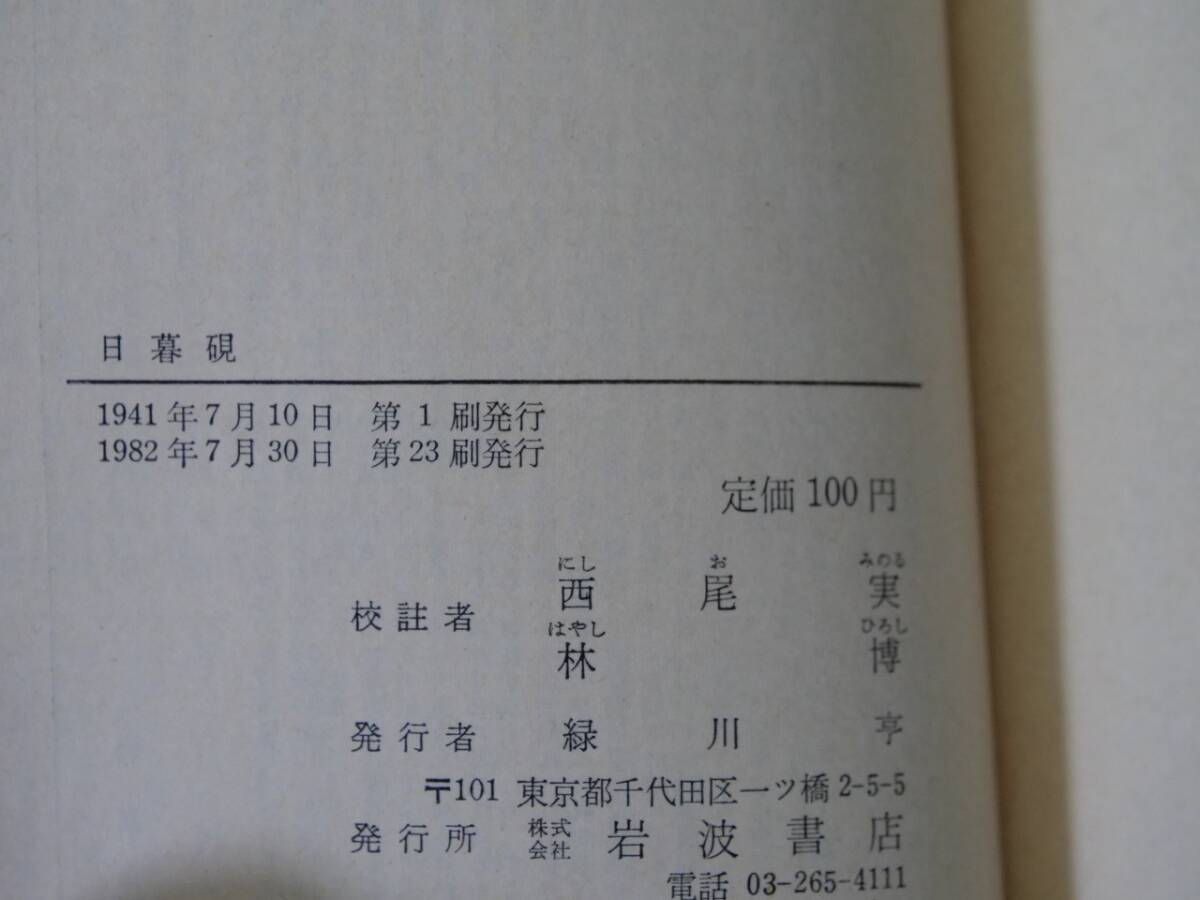 日暮硯
1941年7月10日 第1刷発行
1982年7月30日 第23刷発行
定価100円
にし お みのる
校註者 西尾実
はやし ひろし
林博
発行者 緑川亨
〒101 東京都千代田区一ツ橋2-5-5
発行所 株式会社 岩波書店
電話 03-265-4111